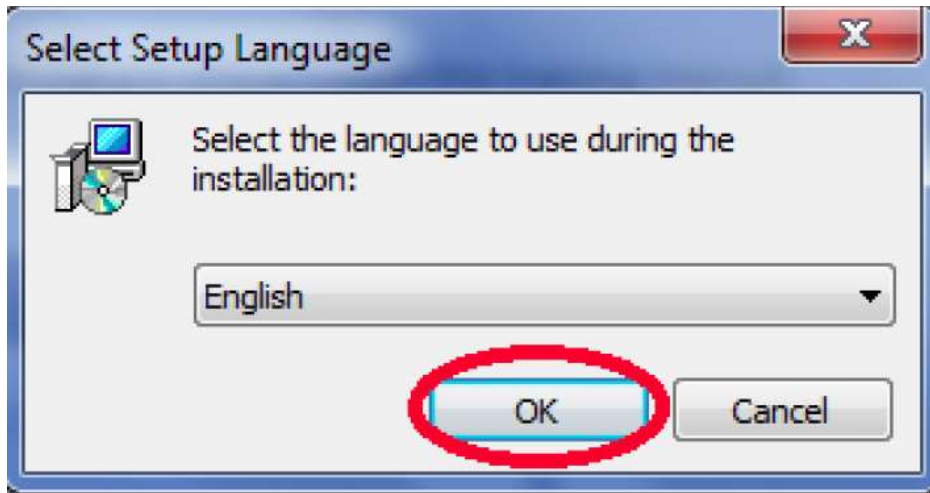 Select Setup Language
Select the language to use during the
installation:
English
OK Cancel